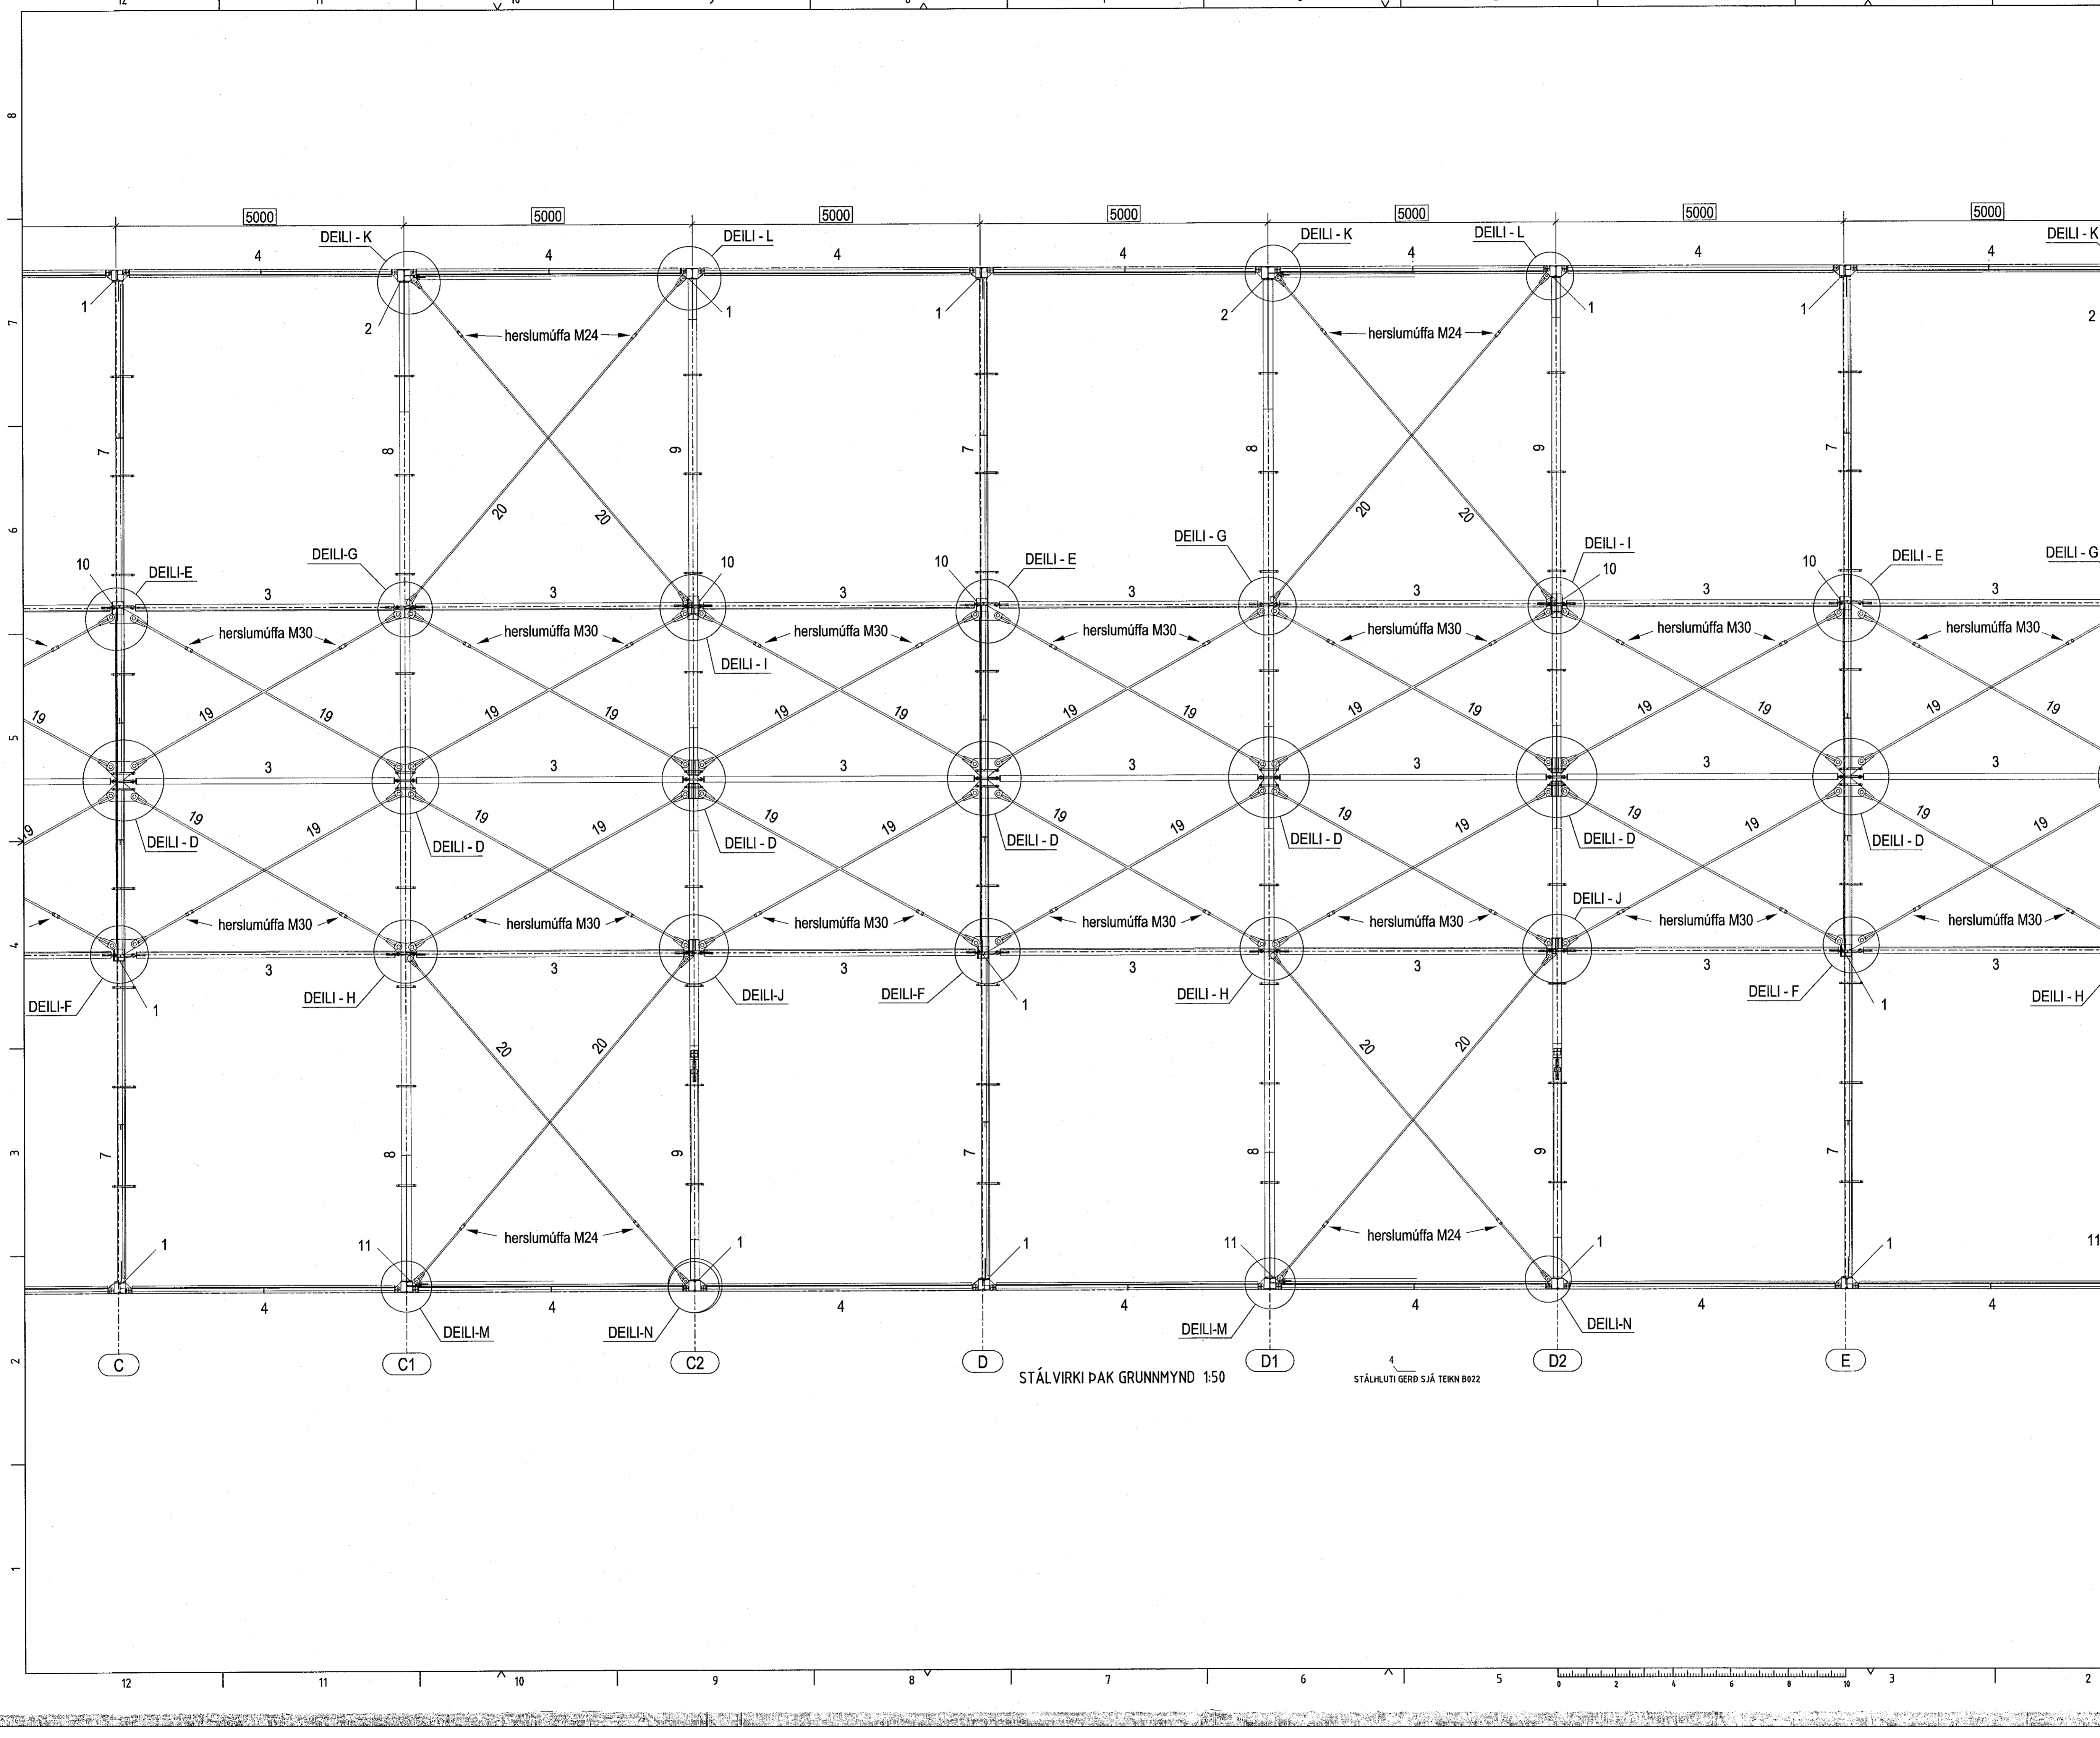 12 11 10
8
5000 5000 5000 5000 5000 5000 5000
DEILI - K DEILI - L DEILI - K DEILI - L DEILI - K
4 4 4 4 4 4 4
1 2 1 1 2 1 1 2
7
herslumúffa M24 herslumúffa M24
7 8 9 7 8 9 7
20 20 20 20
6
DEILI-G DEILI - G DEILI - I DEILI - G
10 DEILI-E 10 10 DEILI - E 10 10 DEILI - E
3 3 3 3 3 3 3
herslumúffa M30 herslumúffa M30 herslumúffa M30 herslumúffa M30 herslumúffa M30 herslumúffa M30 herslumúffa M30
DEILI - I
19 19 19 19 19 19 19 19 19 19 19 19 19 19
5
3 3 3 3 3 3 3
19 19 19 19 19 19 19 19 19 19 19 19 19 19 19
DEILI - D DEILI - D DEILI - D DEILI - D DEILI - D DEILI - D DEILI - D
DEILI - J
herslumúffa M30 herslumúffa M30 herslumúffa M30 herslumúffa M30 herslumúffa M30 herslumúffa M30 herslumúffa M30
4
3 3 3 3 3 3 3
DEILI-F 1 DEILI - H DEILI-J DEILI-F 1 DEILI - H DEILI - F 1 DEILI - H
20 20 20 20
3
7 8 9 7 8 9 7
herslumúffa M24 herslumúffa M24
1 11 1 1 11 1 1 11
4 4 4 4 4 4 4
DEILI-M DEILI-N DEILI-M DEILI-N
2
C C1 C2 D D1 D2 E
STÁLVIRKI ÞAK GRUNNMYND 1:50
4
STÁLHLUTI GERÐ SJÁ TEIKN B022
1
12 11 10 9 8 7 6 5 3 2
0 2 4 6 8 10